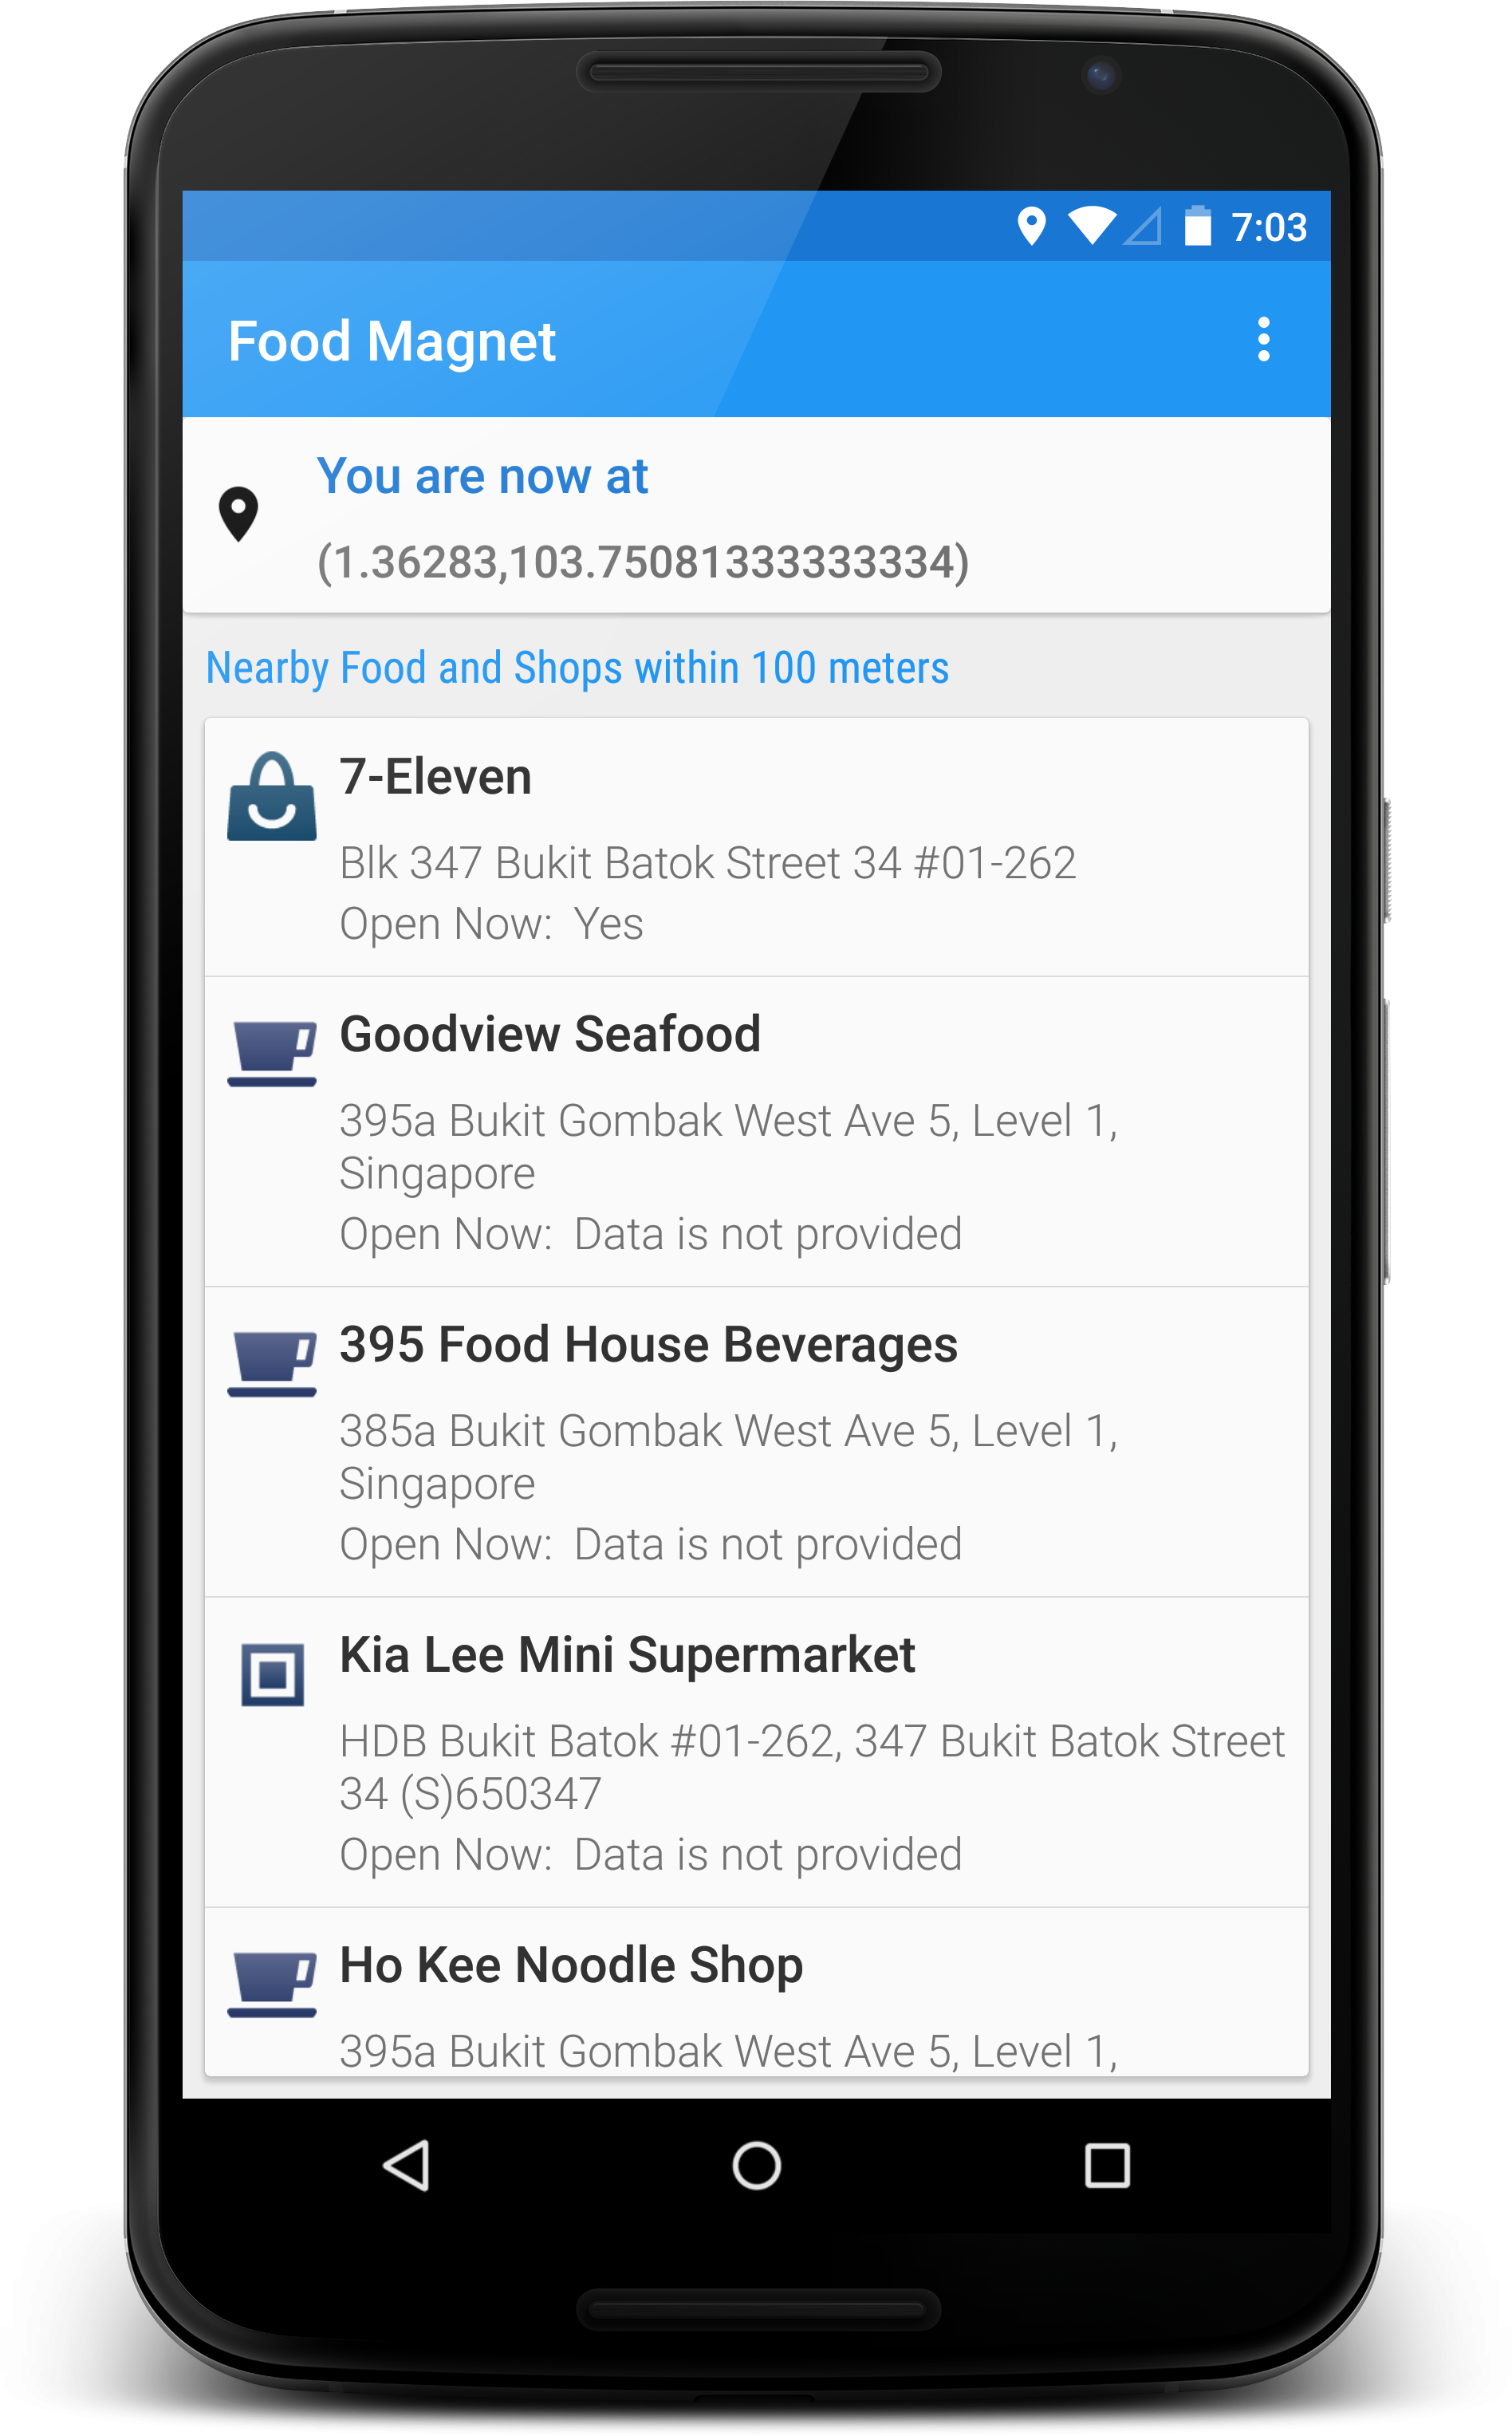 7:03
Food Magnet
You are now at
(1.36283,103.75081333333334)
Nearby Food and Shops within 100 meters
7-Eleven
Blk 347 Bukit Batok Street 34 #01-262
Open Now:  Yes
Goodview Seafood
395a Bukit Gombak West Ave 5, Level 1,
Singapore
Open Now:  Data is not provided
395 Food House Beverages
385a Bukit Gombak West Ave 5, Level 1,
Singapore
Open Now:  Data is not provided
Kia Lee Mini Supermarket
HDB Bukit Batok #01-262, 347 Bukit Batok Street
34 (S)650347
Open Now:  Data is not provided
Ho Kee Noodle Shop
395a Bukit Gombak West Ave 5, Level 1,